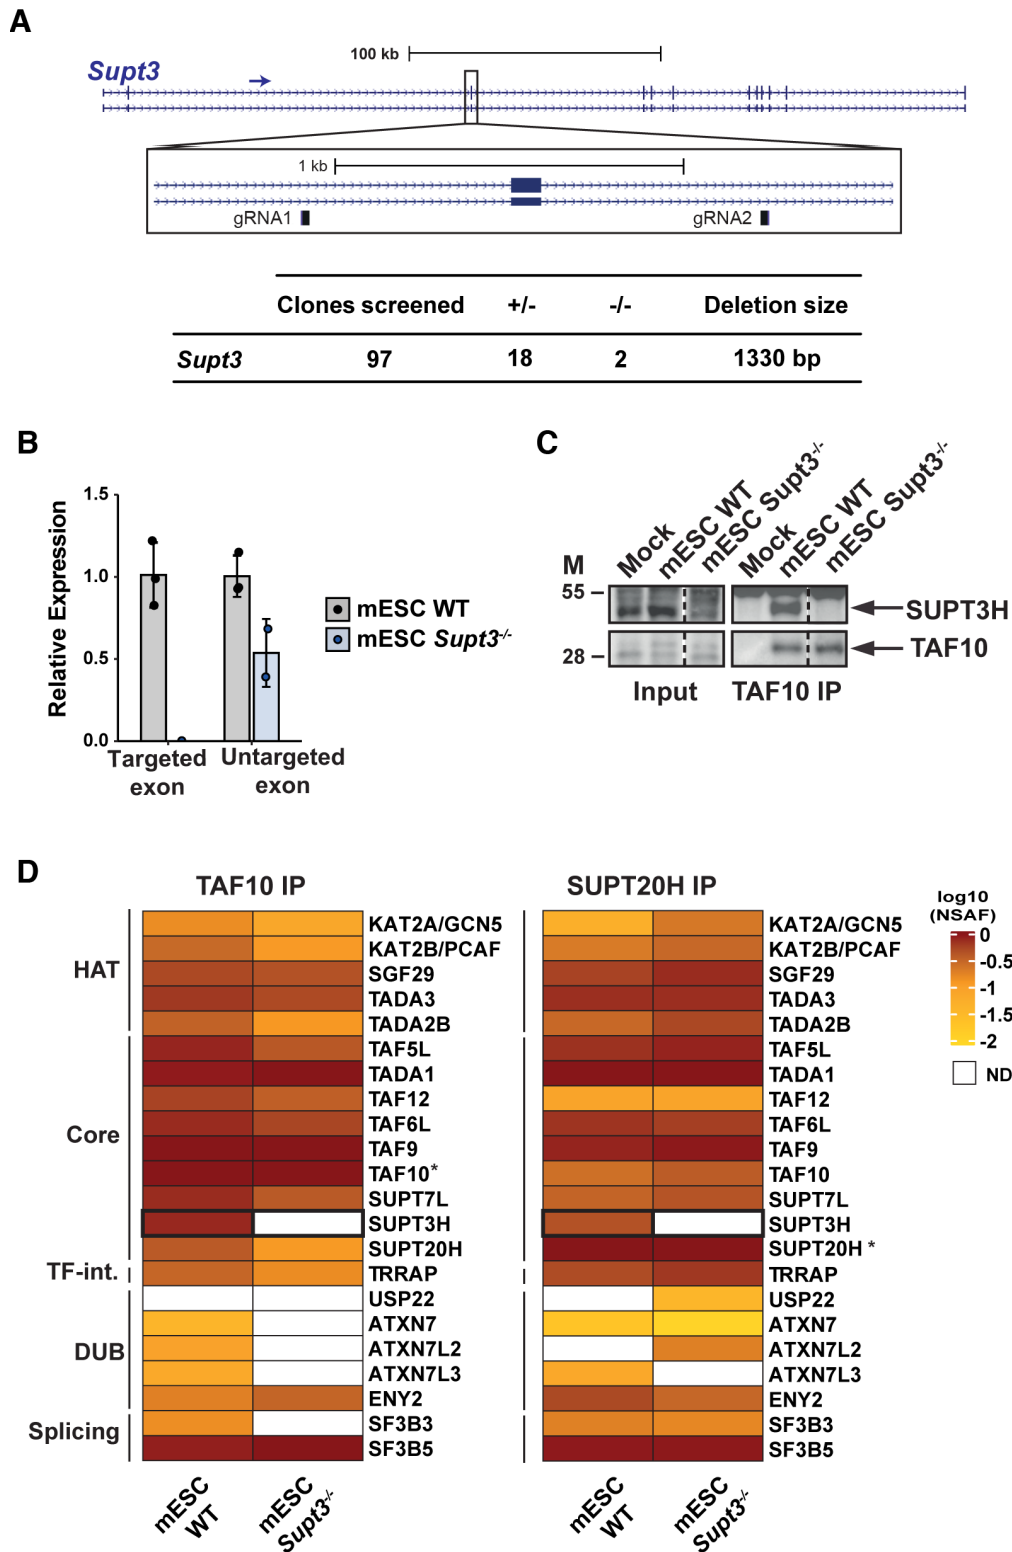 A
100 kb
Supt3
1 kb
gRNA1
gRNA2
Clones screened +/- -/- Deletion size
Supt3 97 18 2 1330 bp
B
Relative Expression
1.5
1.0
0.5
0.0
Targeted exon
Untargeted exon
mESC WT
mESC Supt3-/-
C
M
Mock
mESC WT
mESC Supt3-/-
Mock
mESC WT
mESC Supt3-/-
55
28
SUPT3H
TAF10
Input
TAF10 IP
D
TAF10 IP
SUPT20H IP
HAT
Core
TF-int.
DUB
Splicing
KAT2A/GCN5
KAT2B/PCAF
SGF29
TADA3
TADA2B
TAF5L
TADA1
TAF12
TAF6L
TAF9
TAF10*
SUPT7L
SUPT3H
SUPT20H
TRRAP
USP22
ATXN7
ATXN7L2
ATXN7L3
ENY2
SF3B3
SF3B5
mESC WT
mESC Supt3-/-
KAT2A/GCN5
KAT2B/PCAF
SGF29
TADA3
TADA2B
TAF5L
TADA1
TAF12
TAF6L
TAF9
TAF10
SUPT7L
SUPT3H
SUPT20H *
TRRAP
USP22
ATXN7
ATXN7L2
ATXN7L3
ENY2
SF3B3
SF3B5
mESC WT
mESC Supt3-/-
log10
(NSAF)
0
-0.5
-1
-1.5
-2
ND